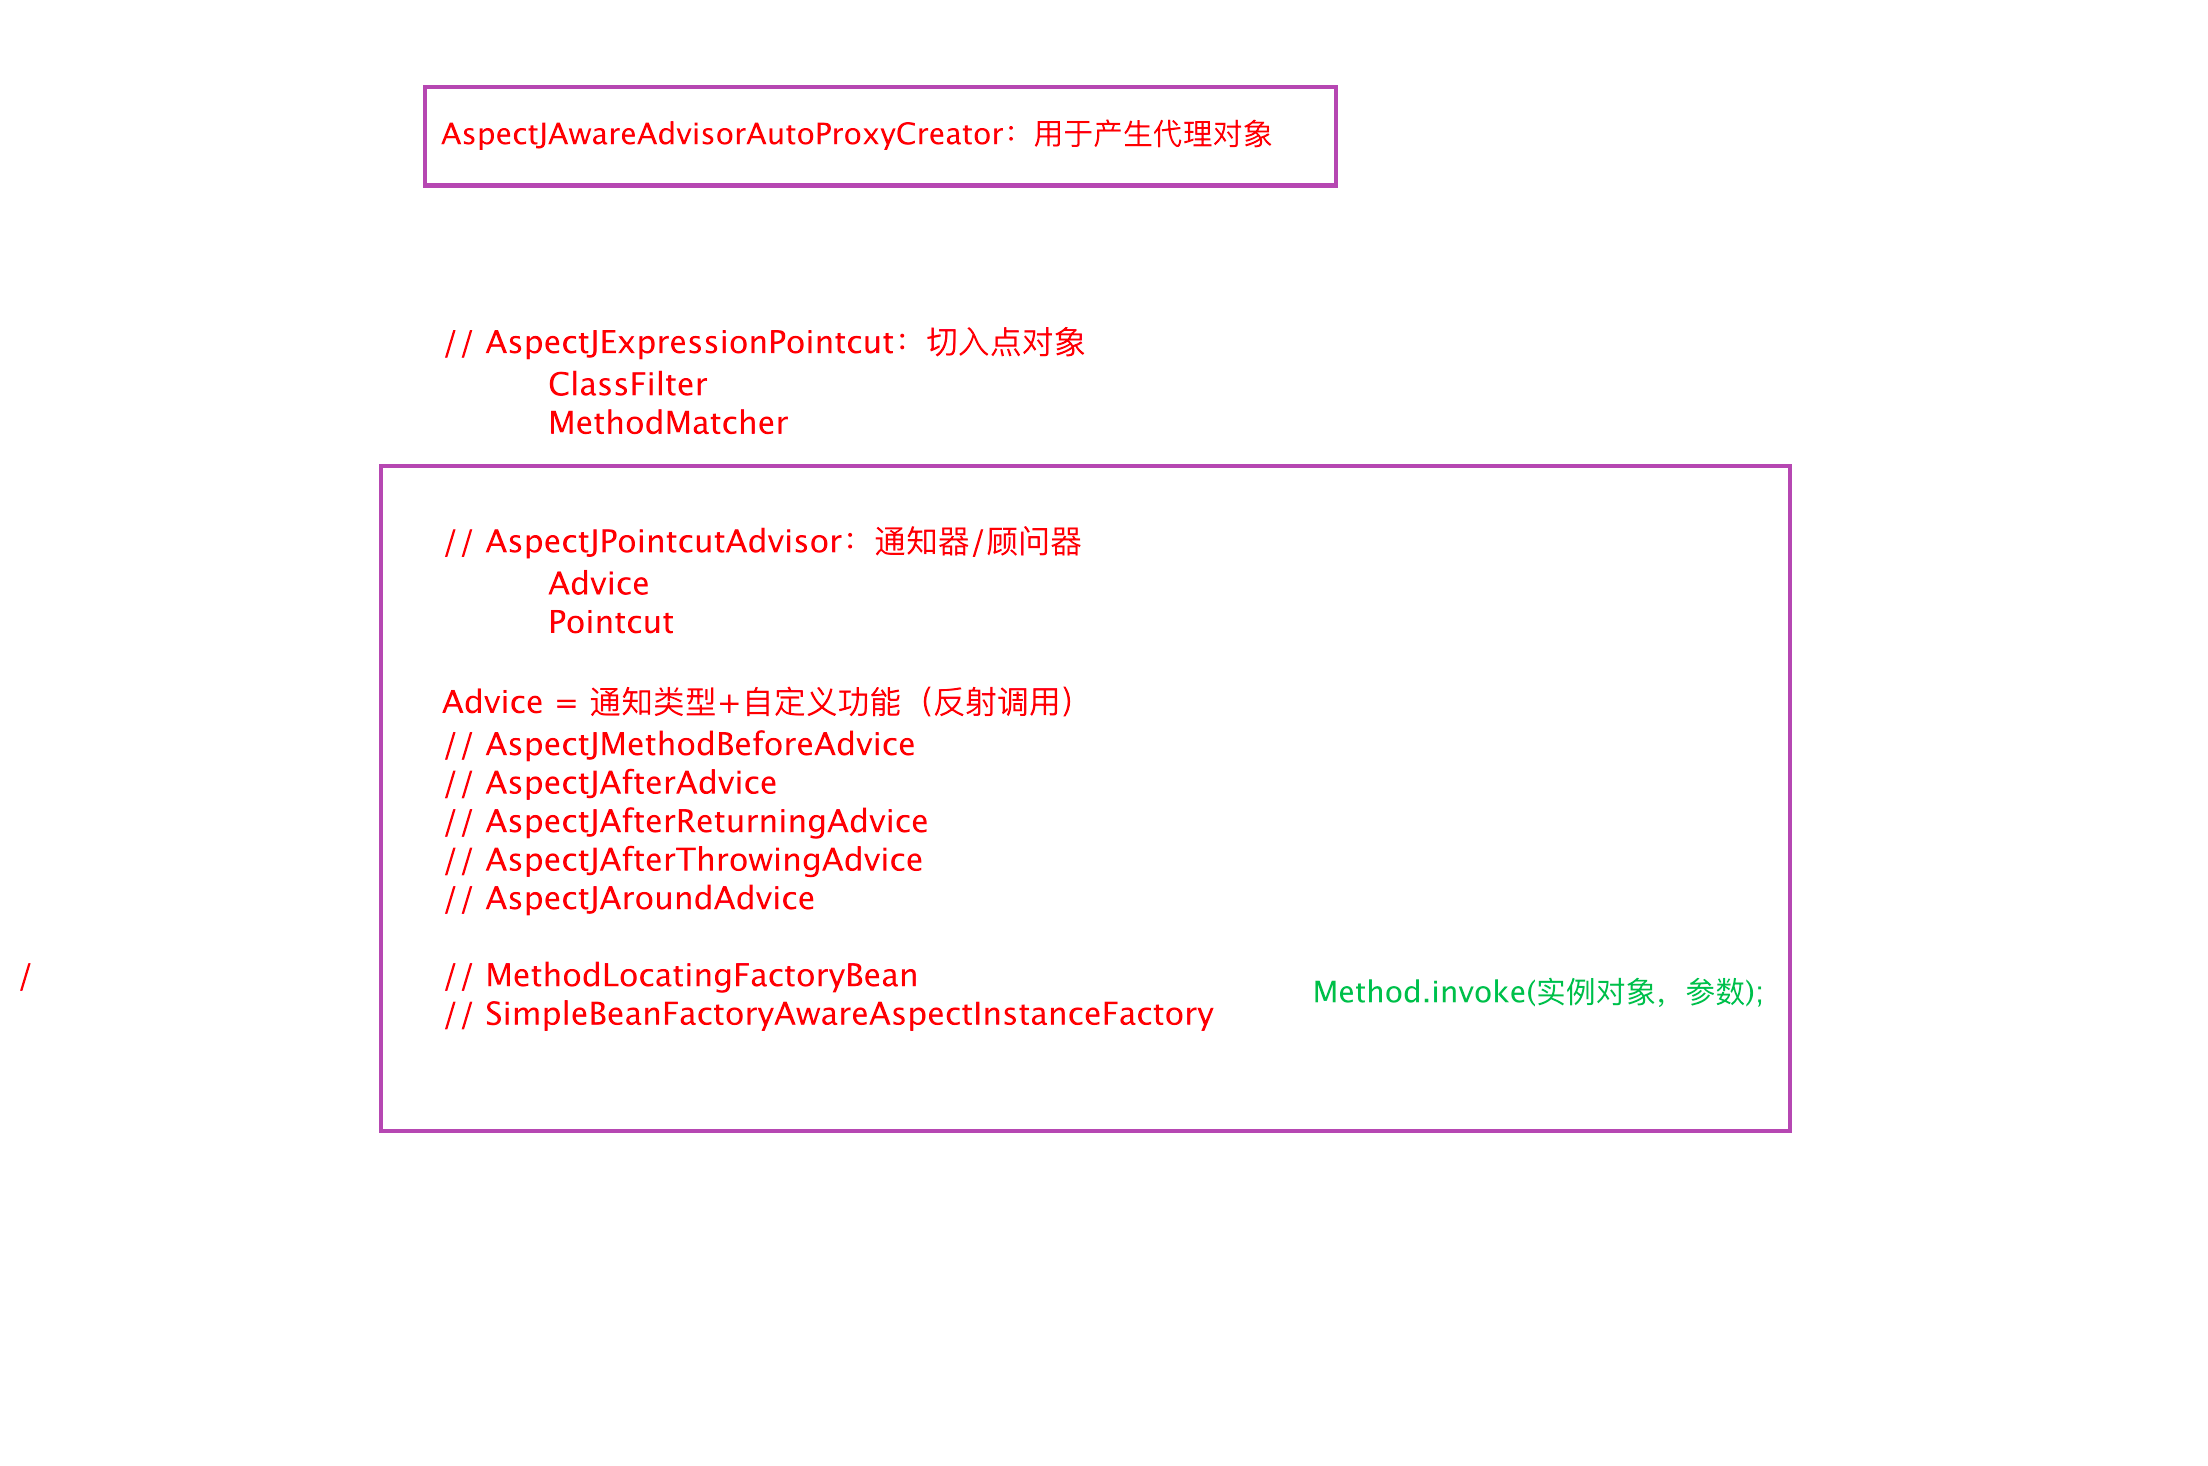 AspectJAwareAdvisorAutoProxyCreator：用于产生代理对象
// AspectJExpressionPointcut：切入点对象
ClassFilter
MethodMatcher
// AspectJPointcutAdvisor：通知器/顾问器
Advice
Pointcut
Advice = 通知类型+自定义功能（反射调用）
// AspectJMethodBeforeAdvice
// AspectJAfterAdvice
// AspectJAfterReturningAdvice
// AspectJAfterThrowingAdvice
// AspectJAroundAdvice
/
// MethodLocatingFactoryBean
Method.invoke(实例对象，参数);
// SimpleBeanFactoryAwareAspectInstanceFactory